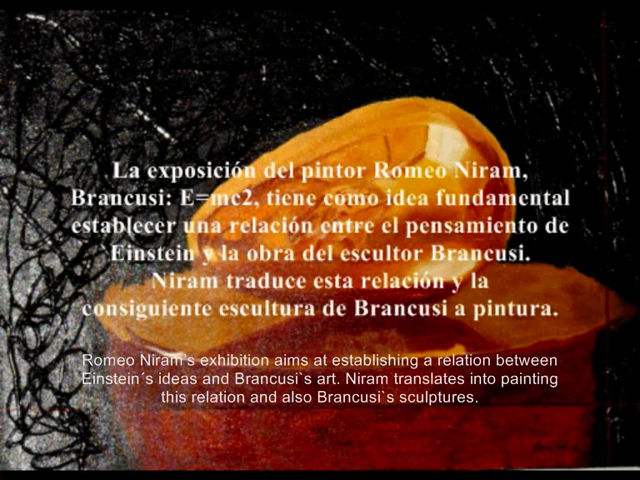 La exposición del pintor Romeo Niram,
Brancusi: E=mc2, tiene como idea fundamental
establecer una relación entre el pensamiento de
Einstein y la obra del escultor Brancusi.
Niram traduce esta relación y la
consiguiente escultura de Brancusi a pintura.
Romeo Niram's exhibition aims at establishing a relation between
Einstein´s ideas and Brancusi`s art. Niram translates into painting
this relation and also Brancusi`s sculptures.